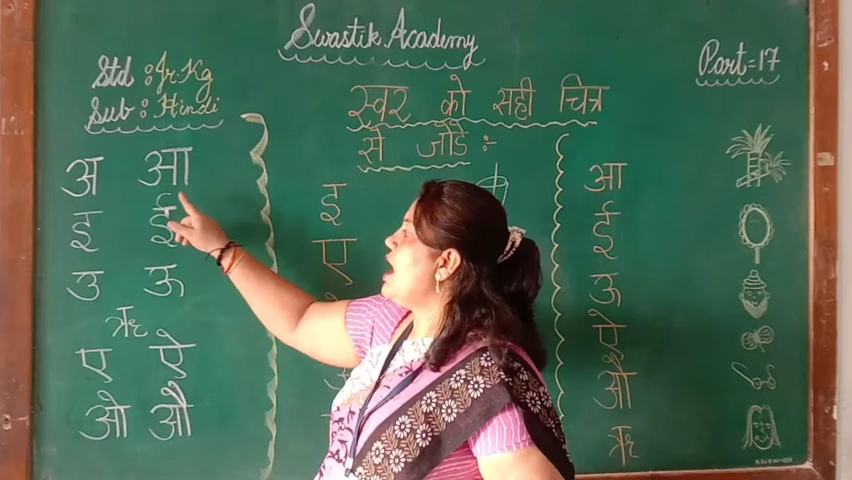 Swastik Academy
Part = 17
Std : Jr. Kg
Sub : Hindi
स्वर को सही चित्र
से जोडे :-
अ आ
इ ई
उ ऊ
ऋ
ए ऐ
ओ औ
इ
ए
आ
ई
ऊ
ऐ
औ
ऋ